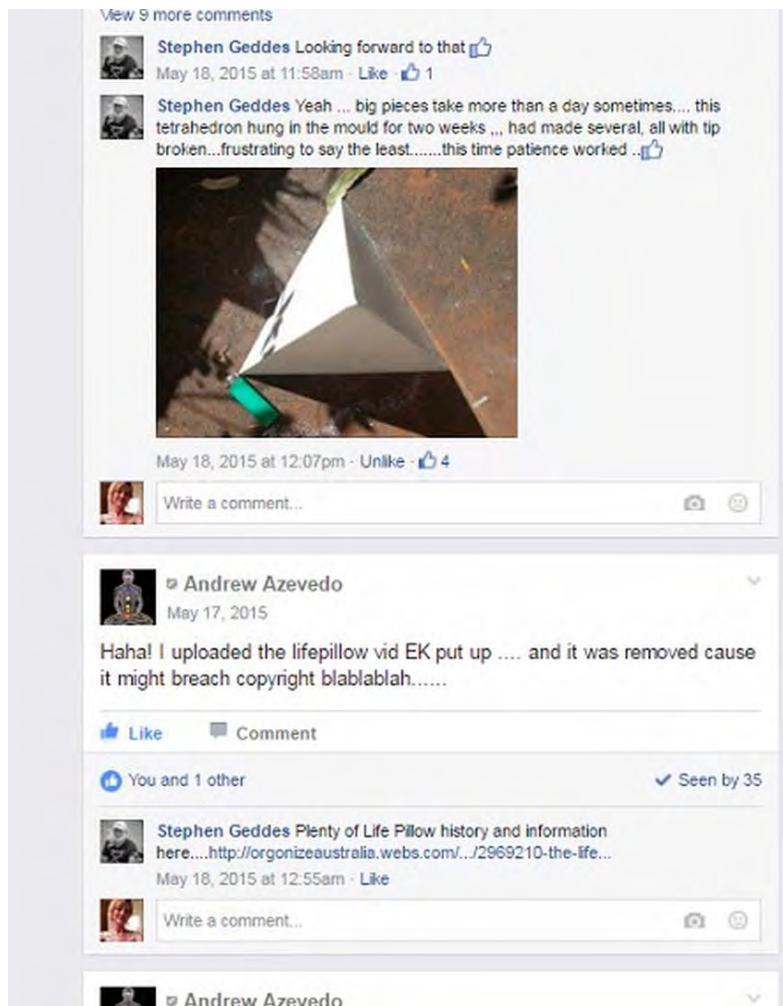 View 9 more comments
Stephen Geddes Looking forward to that
May 18, 2015 at 11:58am · Like · 1
Stephen Geddes Yeah ... big pieces take more than a day sometimes.... this
tetrahedron hung in the mould for two weeks ,,, had made several, all with tip
broken...frustrating to say the least.......this time patience worked ..
May 18, 2015 at 12:07pm · Unlike · 4
Write a comment...
Andrew Azevedo
May 17, 2015
Haha! I uploaded the lifepillow vid EK put up .... and it was removed cause
it might breach copyright blablablah......
Like Comment
You and 1 other Seen by 35
Stephen Geddes Plenty of Life Pillow history and information
here....http://orgonizeaustralia.webs.com/.../2969210-the-life...
May 18, 2015 at 12:55am · Like
Write a comment...
Andrew Azevedo